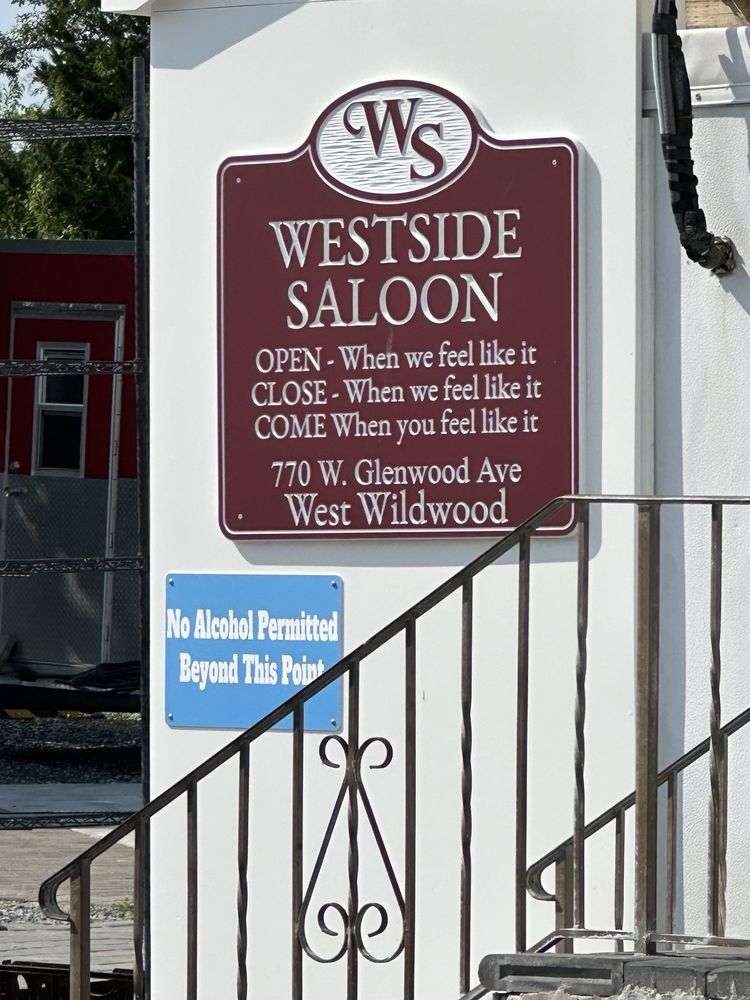 WS
WESTSIDE
SALOON
OPEN - When we feel like it
CLOSE - When we feel like it
COME When you feel like it
770 W. Glenwood Ave
West Wildwood
No Alcohol Permitted
Beyond This Point